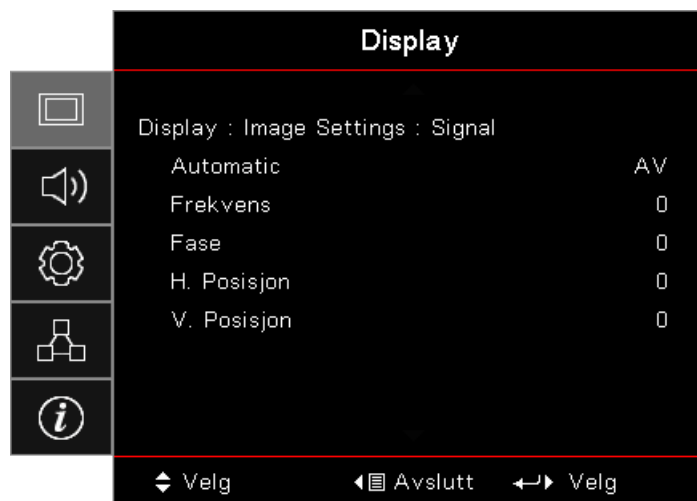 Display
Display : Image Settings : Signal
Automatic AV
Frekvens 0
Fase 0
H. Posisjon 0
V. Posisjon 0
Velg Avslutt Velg